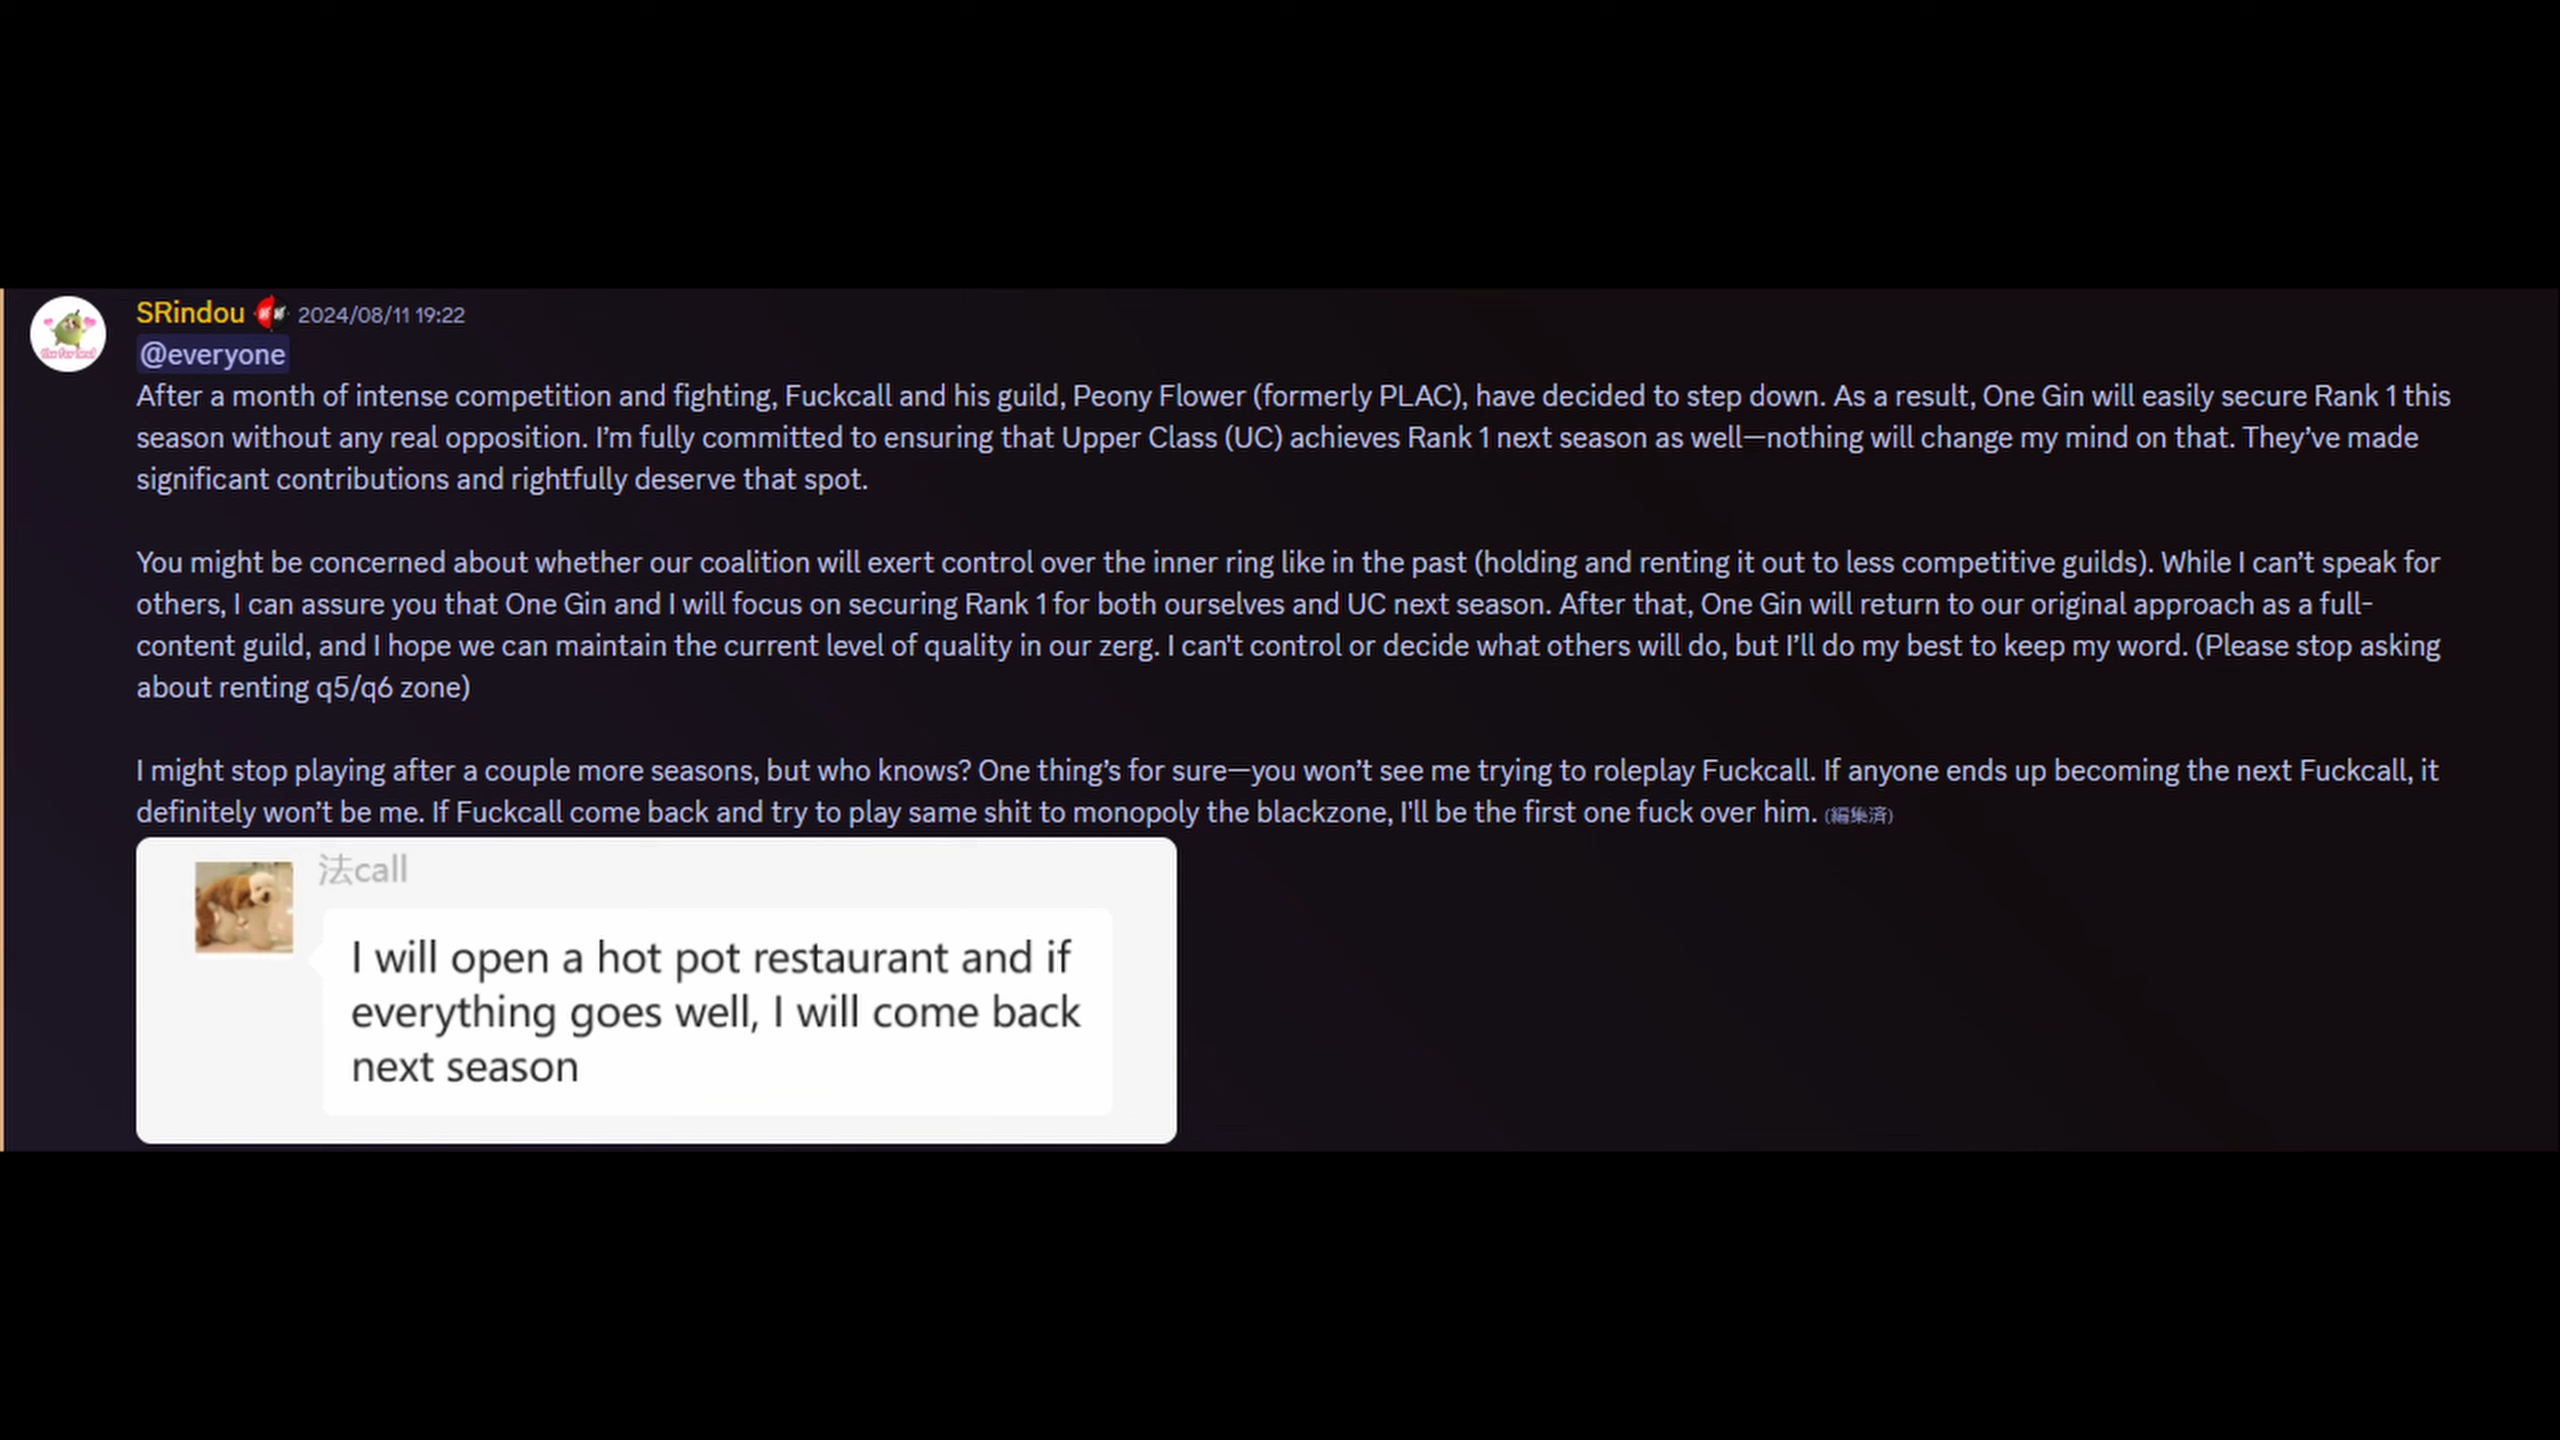 SRindou 2024/08/11 19:22
@everyone
After a month of intense competition and fighting, Fuckcall and his guild, Peony Flower (formerly PLAC), have decided to step down. As a result, One Gin will easily secure Rank 1 this
season without any real opposition. I’m fully committed to ensuring that Upper Class (UC) achieves Rank 1 next season as well—nothing will change my mind on that. They’ve made
significant contributions and rightfully deserve that spot.
You might be concerned about whether our coalition will exert control over the inner ring like in the past (holding and renting it out to less competitive guilds). While I can’t speak for
others, I can assure you that One Gin and I will focus on securing Rank 1 for both ourselves and UC next season. After that, One Gin will return to our original approach as a full-
content guild, and I hope we can maintain the current level of quality in our zerg. I can't control or decide what others will do, but I’ll do my best to keep my word. (Please stop asking
about renting q5/q6 zone)
I might stop playing after a couple more seasons, but who knows? One thing’s for sure—you won’t see me trying to roleplay Fuckcall. If anyone ends up becoming the next Fuckcall, it
definitely won’t be me. If Fuckcall come back and try to play same shit to monopoly the blackzone, I'll be the first one fuck over him. (編集済)
法call
I will open a hot pot restaurant and if
everything goes well, I will come back
next season